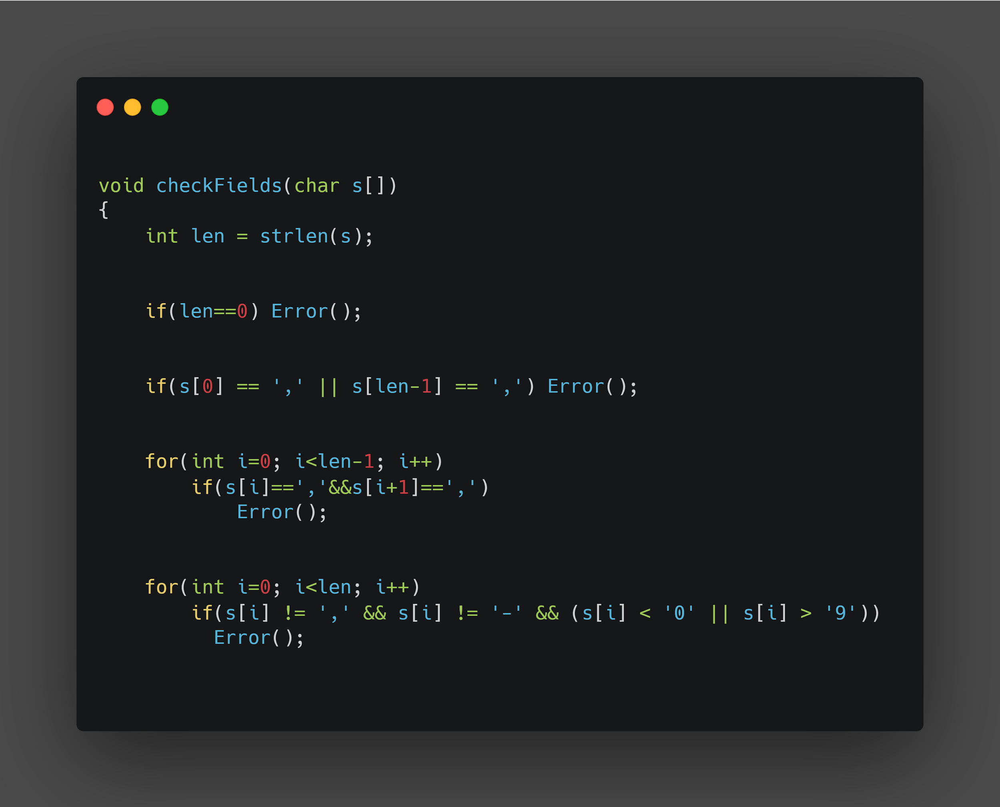 void checkFields(char s[])
{
    int len = strlen(s);
    if(len==0) Error();
    if(s[0] == ',' || s[len-1] == ',') Error();
    for(int i=0; i<len-1; i++)
        if(s[i]==','&&s[i+1]==',')
            Error();
    for(int i=0; i<len; i++)
        if(s[i] != ',' && s[i] != '-' && (s[i] < '0' || s[i] > '9'))
          Error();